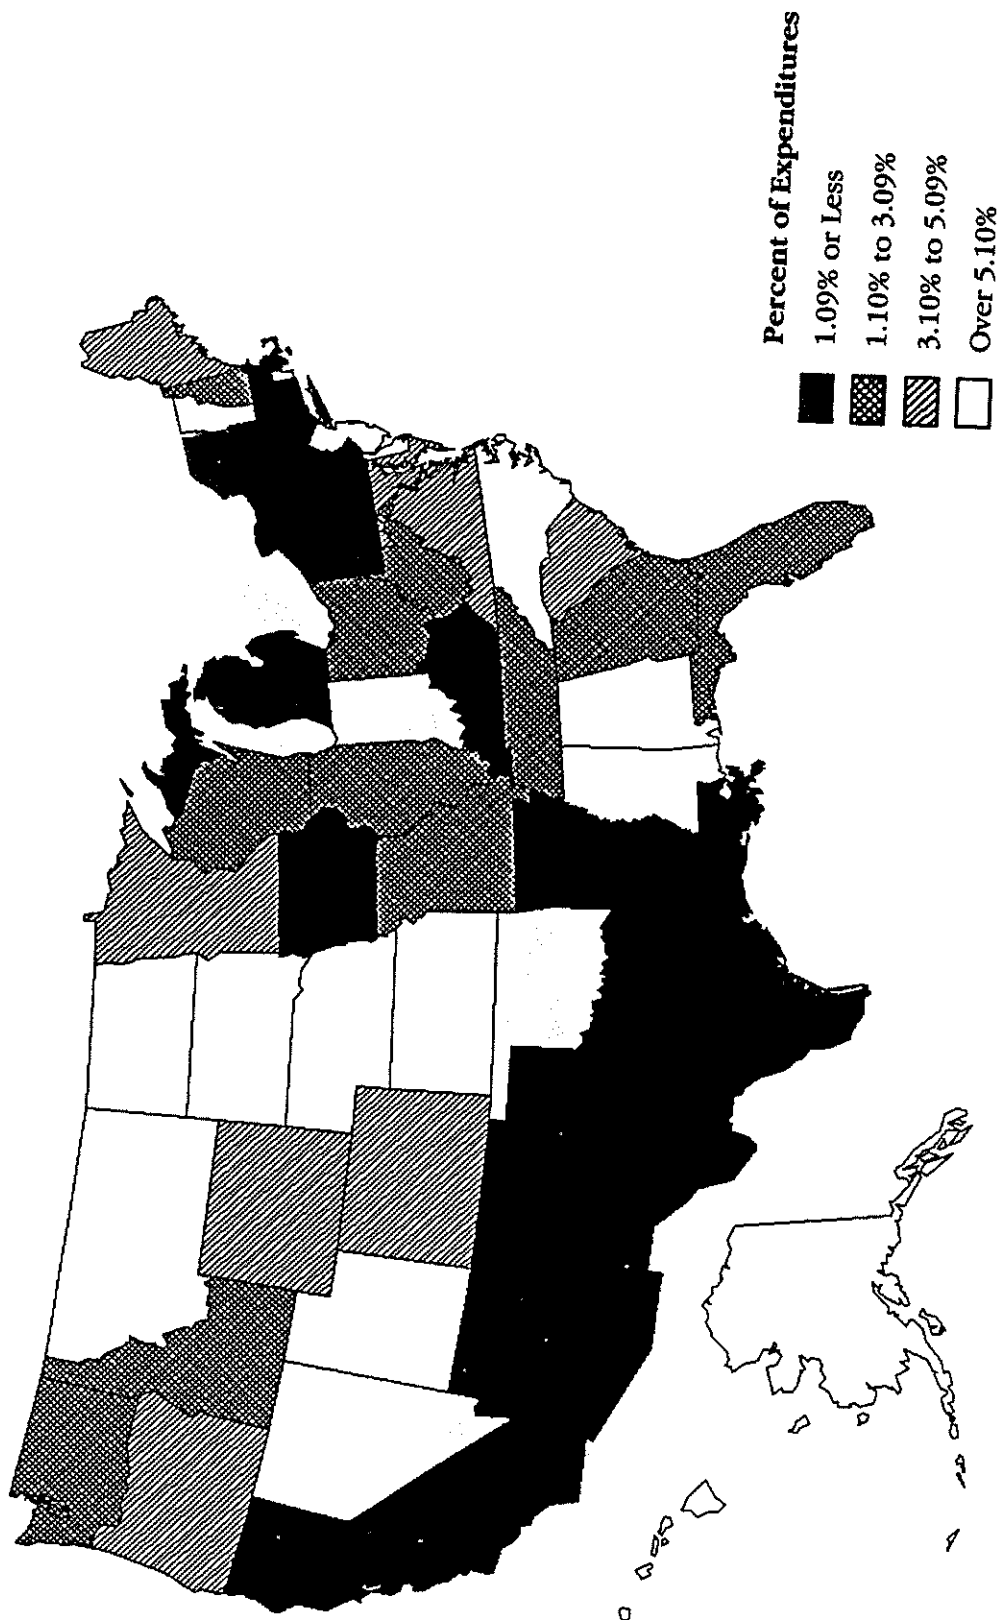 Percent of Expenditures
1.09% or Less
1.10% to 3.09%
3.10% to 5.09%
Over 5.10%